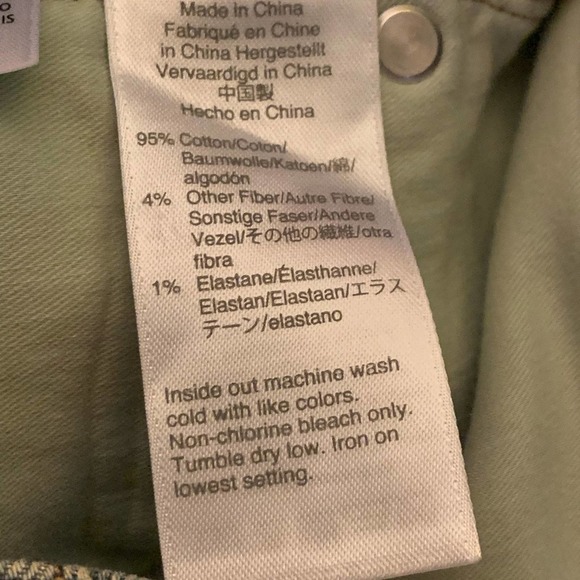 O
IS
Made in China
Fabriqué en Chine
in China Hergestellt
Vervaardigd in China
中国製
Hecho en China
95% Cotton/Coton/
Baumwolle/Katoen/綿/
algodón
4% Other Fiber/Autre Fibre/
Sonstige Faser/Andere
Vezel/その他の繊維/otra
fibra
1% Elastane/Élasthanne/
Elastan/Elastaan/エラス
テーン/elastano
Inside out machine wash
cold with like colors.
Non-chlorine bleach only.
Tumble dry low. Iron on
lowest setting.